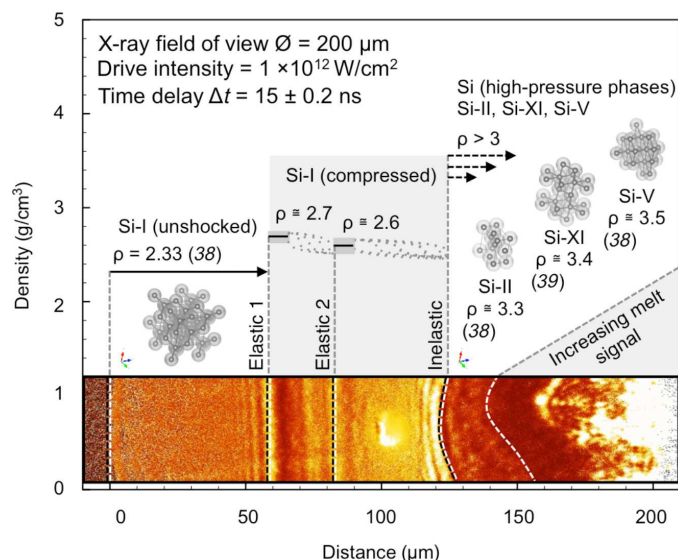 X-ray field of view Ø = 200 μm
Drive intensity = 1 ×10¹² W/cm²
Time delay Δt = 15 ± 0.2 ns
Si (high-pressure phases)
Si-II, Si-XI, Si-V
ρ > 3
Si-I (compressed)
ρ ≅ 2.7
ρ ≅ 2.6
Si-I (unshocked)
ρ = 2.33 (38)
Si-V
ρ ≅ 3.5
(38)
Si-XI
ρ ≅ 3.4
(39)
Si-II
ρ ≅ 3.3
(38)
Elastic 1
Elastic 2
Inelastic
Increasing melt
signal
Density (g/cm³)
5
4
3
2
1
0
0
50
100
150
200
Distance (μm)